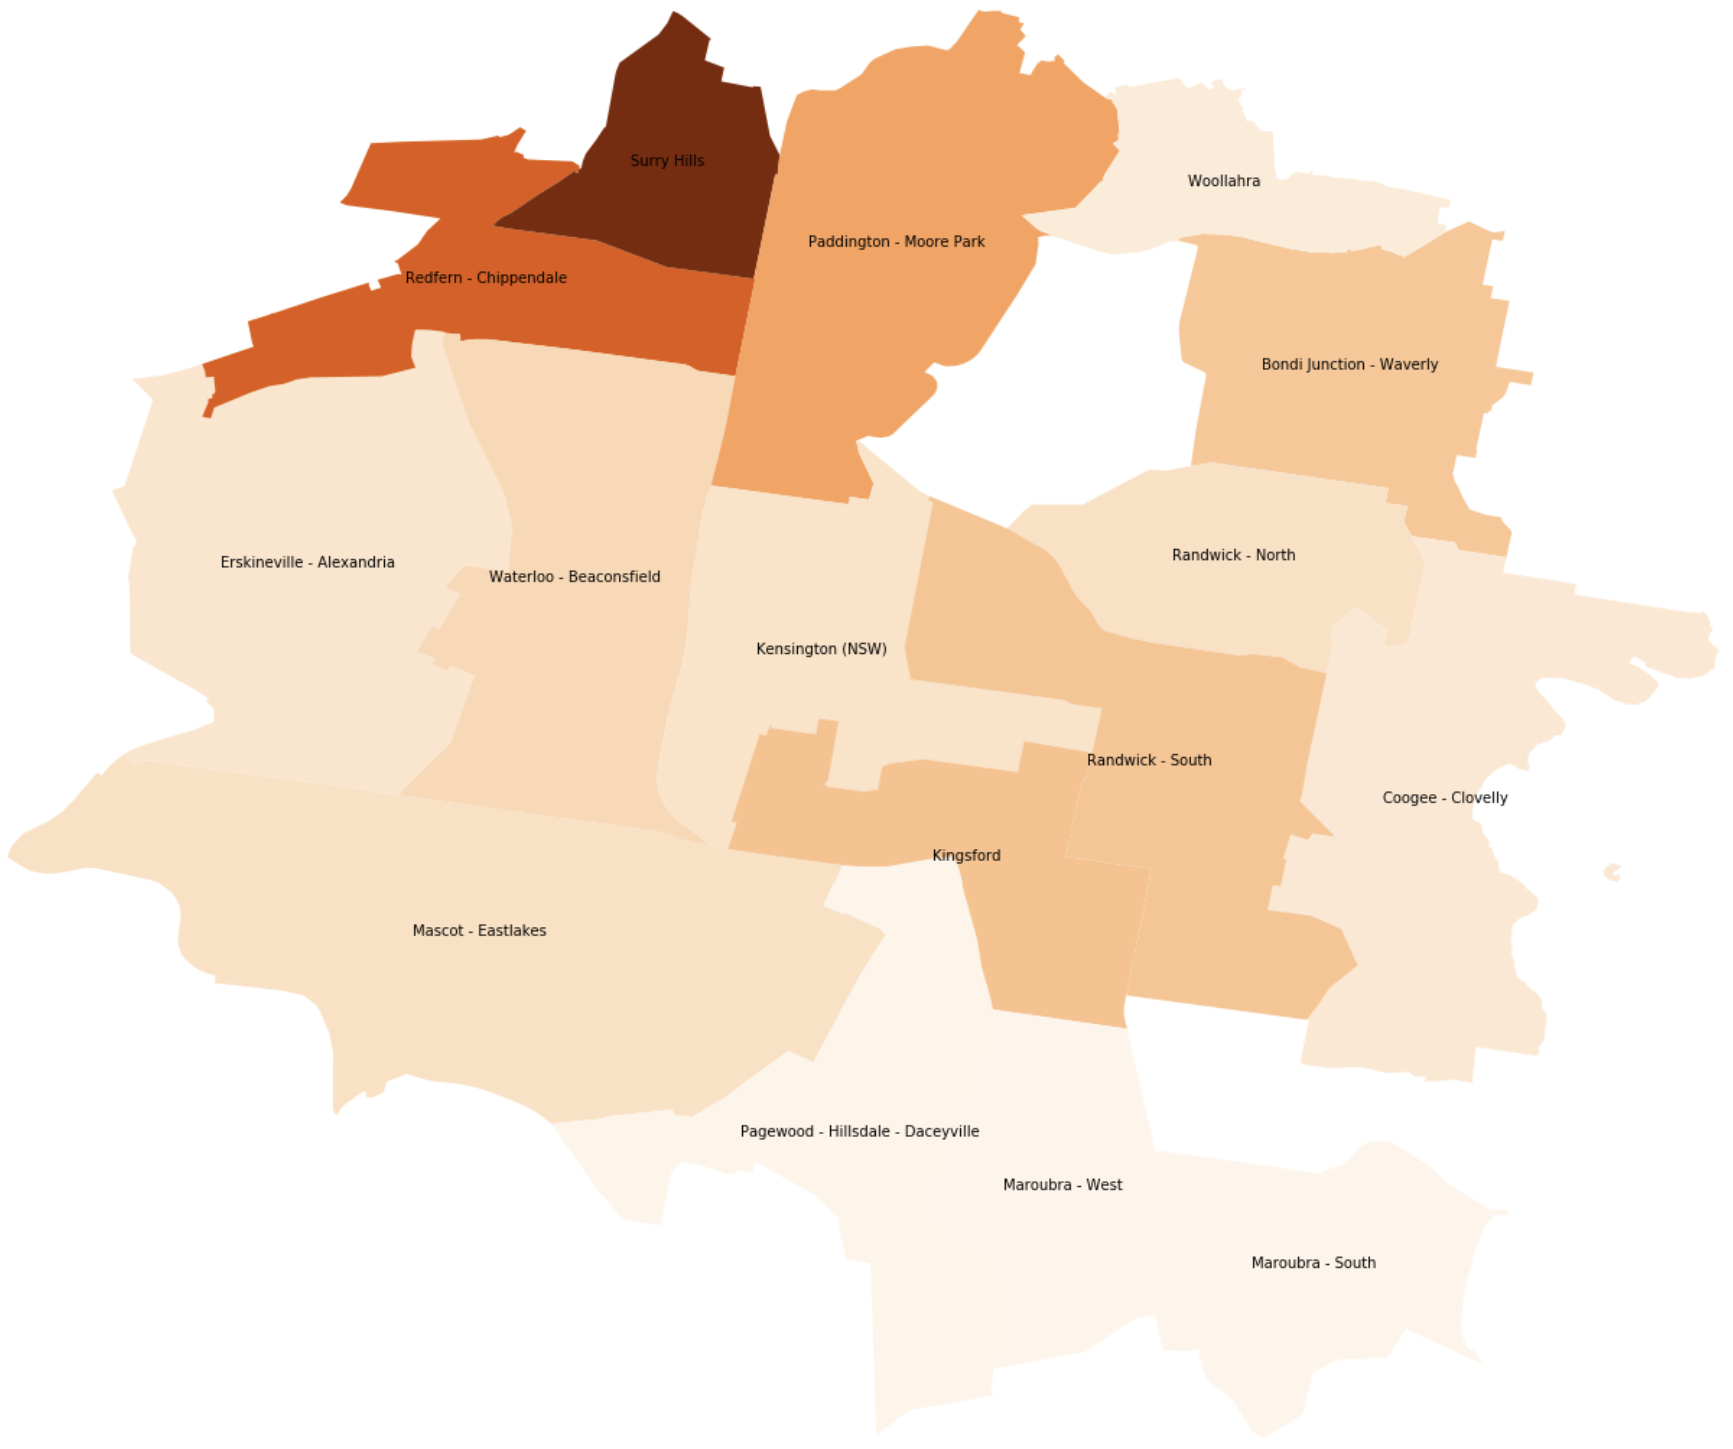 Surry Hills
Woollahra
Paddington - Moore Park
Redfern - Chippendale
Bondi Junction - Waverly
Randwick - North
Erskineville - Alexandria
Waterloo - Beaconsfield
Kensington (NSW)
Randwick - South
Coogee - Clovelly
Kingsford
Mascot - Eastlakes
Pagewood - Hillsdale - Daceyville
Maroubra - West
Maroubra - South